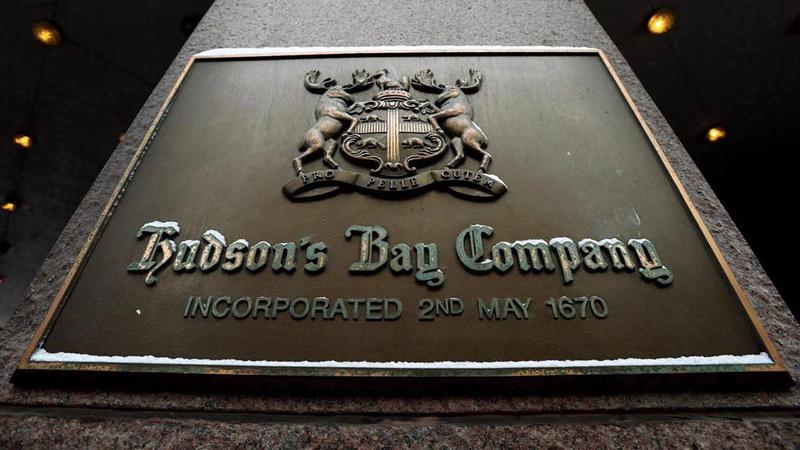 PRO PELLE CUTEM
Hudson's Bay Company
INCORPORATED 2ND MAY 1670